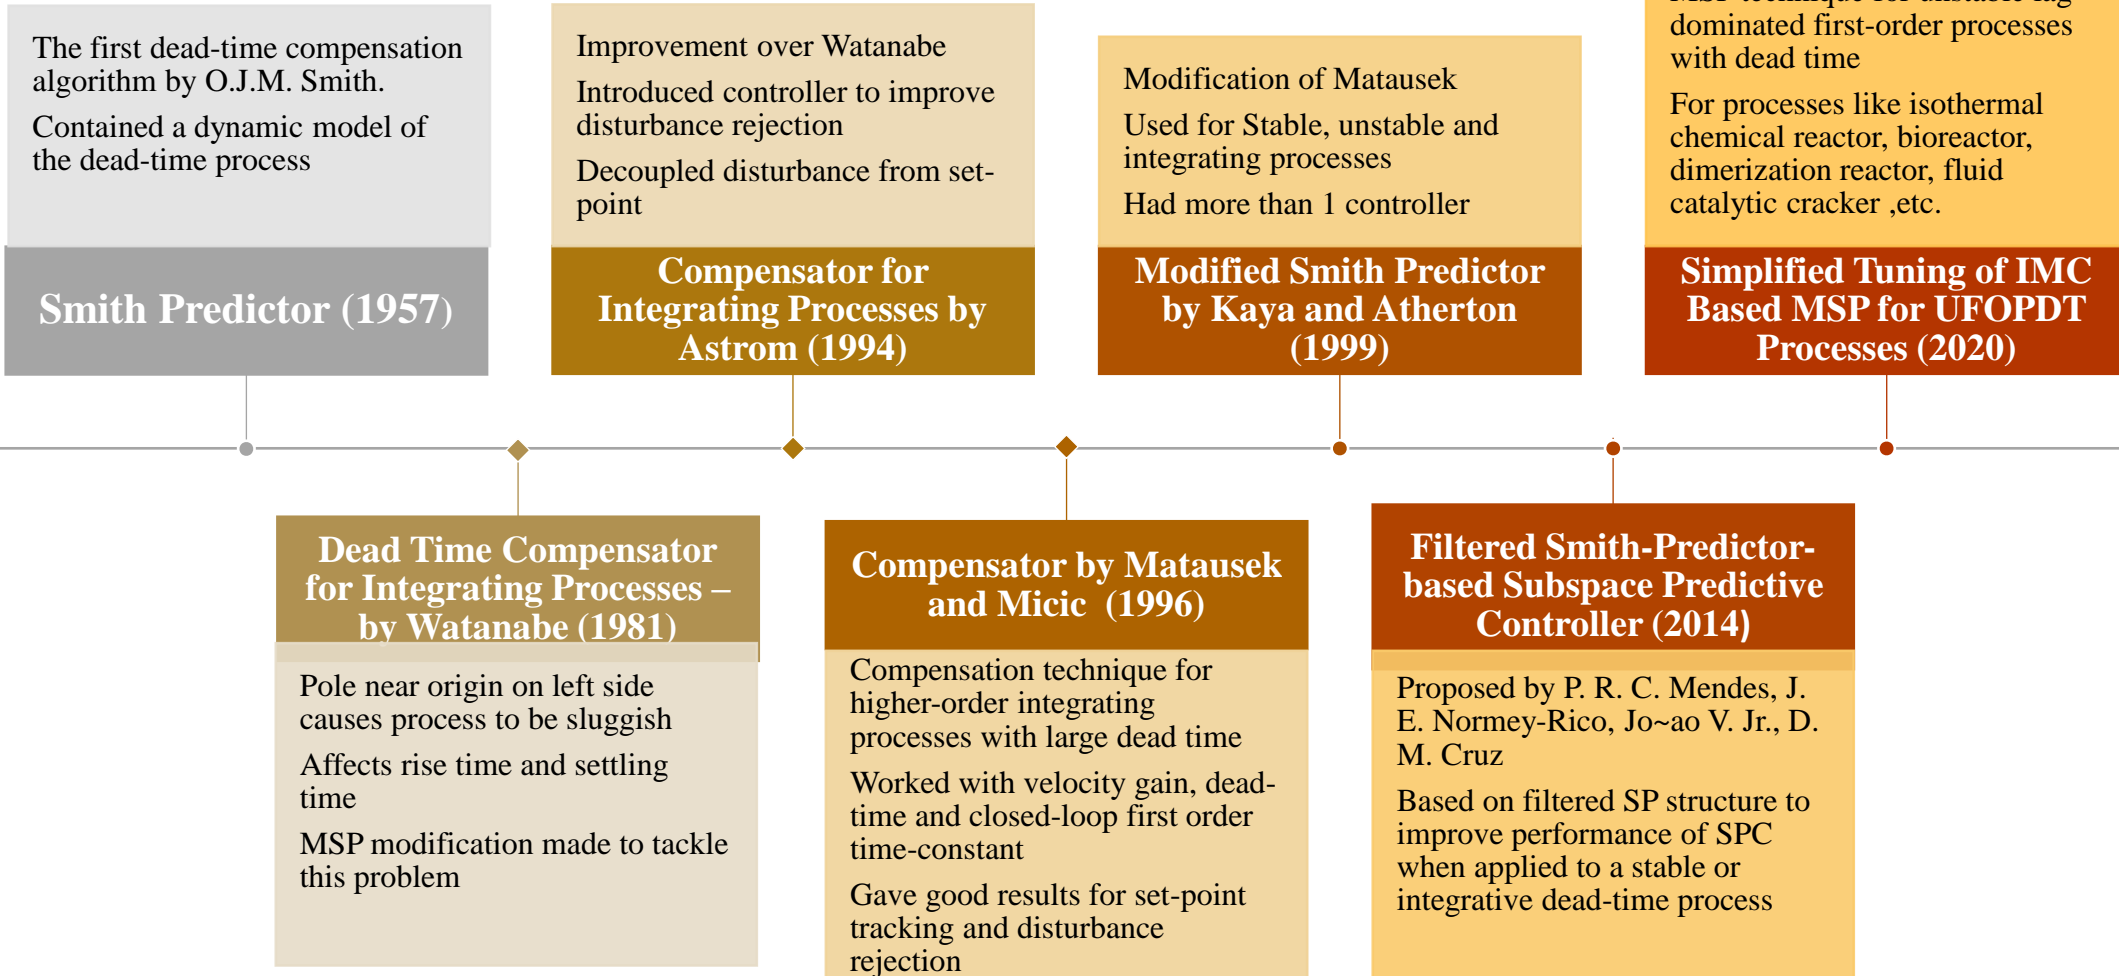 The first dead-time compensation
algorithm by O.J.M. Smith.
Contained a dynamic model of
the dead-time process
Smith Predictor (1957)
Improvement over Watanabe
Introduced controller to improve
disturbance rejection
Decoupled disturbance from set-
point
Compensator for
Integrating Processes by
Astrom (1994)
Modification of Matausek
Used for Stable, unstable and
integrating processes
Had more than 1 controller
Modified Smith Predictor
by Kaya and Atherton
(1999)
MSP technique for unstable lag
dominated first-order processes
with dead time
For processes like isothermal
chemical reactor, bioreactor,
dimerization reactor, fluid
catalytic cracker ,etc.
Simplified Tuning of IMC
Based MSP for UFOPDT
Processes (2020)
Dead Time Compensator
for Integrating Processes –
by Watanabe (1981)
Pole near origin on left side
causes process to be sluggish
Affects rise time and settling
time
MSP modification made to tackle
this problem
Compensator by Matausek
and Micic (1996)
Compensation technique for
higher-order integrating
processes with large dead time
Worked with velocity gain, dead-
time and closed-loop first order
time-constant
Gave good results for set-point
tracking and disturbance
rejection
Filtered Smith-Predictor-
based Subspace Predictive
Controller (2014)
Proposed by P. R. C. Mendes, J.
E. Normey-Rico, Jo~ao V. Jr., D.
M. Cruz
Based on filtered SP structure to
improve performance of SPC
when applied to a stable or
integrative dead-time process